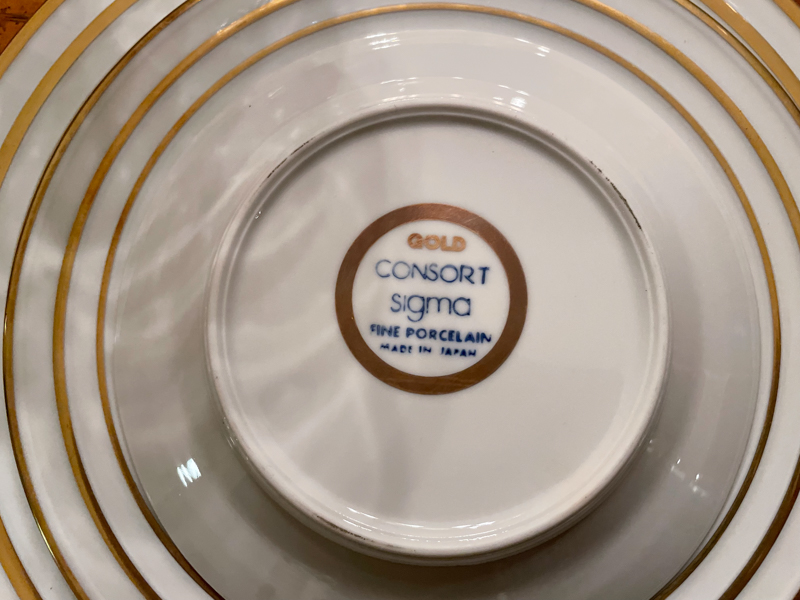 GOLD
CONSORT
sigma
FINE PORCELAIN
MADE IN JAPAN